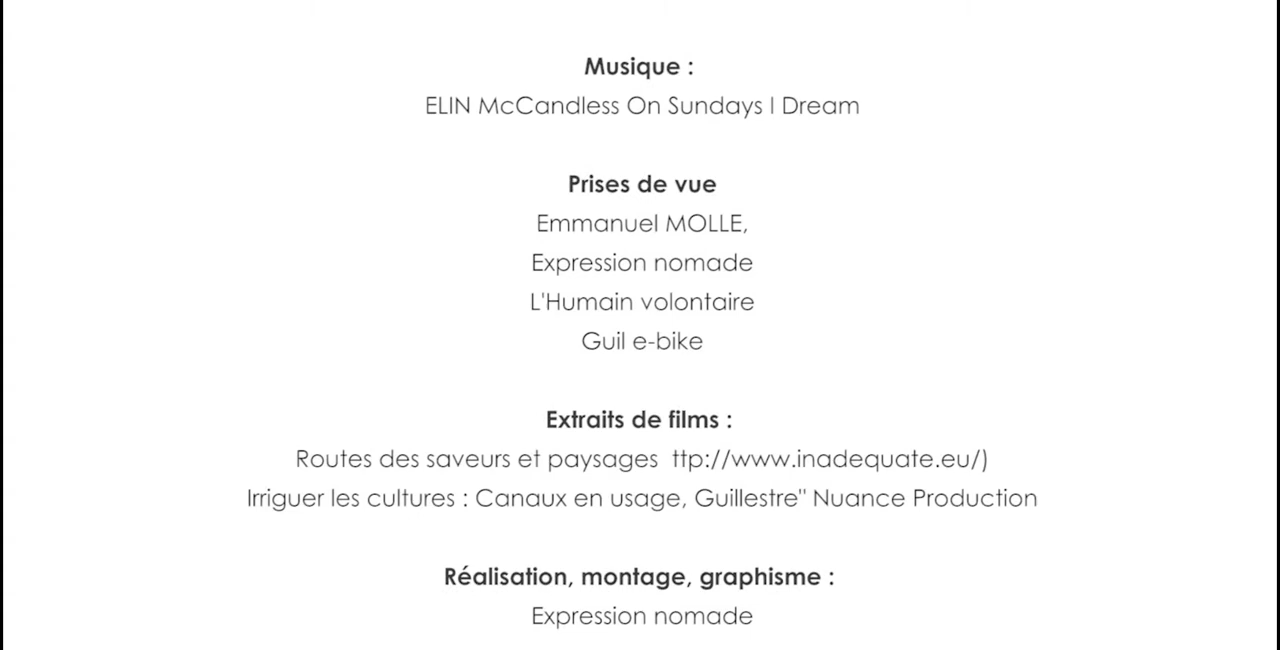 Musique :
ELIN McCandless On Sundays I Dream
Prises de vue
Emmanuel MOLLE,
Expression nomade
L'Humain volontaire
Guil e-bike
Extraits de films :
Routes des saveurs et paysages  ttp://www.inadequate.eu/)
Irriguer les cultures : Canaux en usage, Guillestre" Nuance Production
Réalisation, montage, graphisme :
Expression nomade